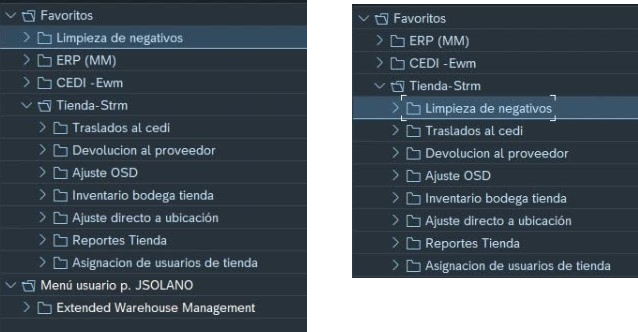 Favoritos
Limpieza de negativos
ERP (MM)
CEDI -Ewm
Tienda-Strm
Traslados al cedi
Devolucion al proveedor
Ajuste OSD
Inventario bodega tienda
Ajuste directo a ubicación
Reportes Tienda
Asignacion de usuarios de tienda
Menú usuario p. JSOLANO
Extended Warehouse Management
Favoritos
ERP (MM)
CEDI -Ewm
Tienda-Strm
Limpieza de negativos
Traslados al cedi
Devolucion al proveedor
Ajuste OSD
Inventario bodega tienda
Ajuste directo a ubicación
Reportes Tienda
Asignacion de usuarios de tienda